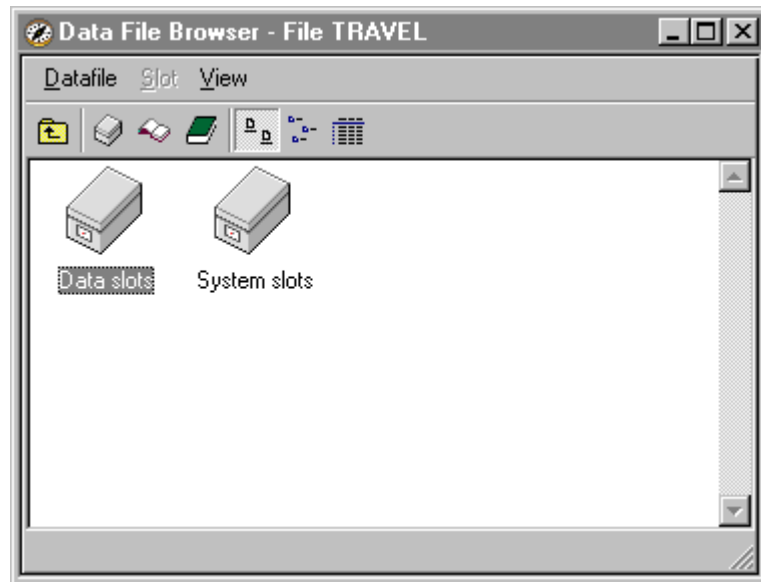 Data File Browser - File TRAVEL
Datafile Slot View
Data slots System slots